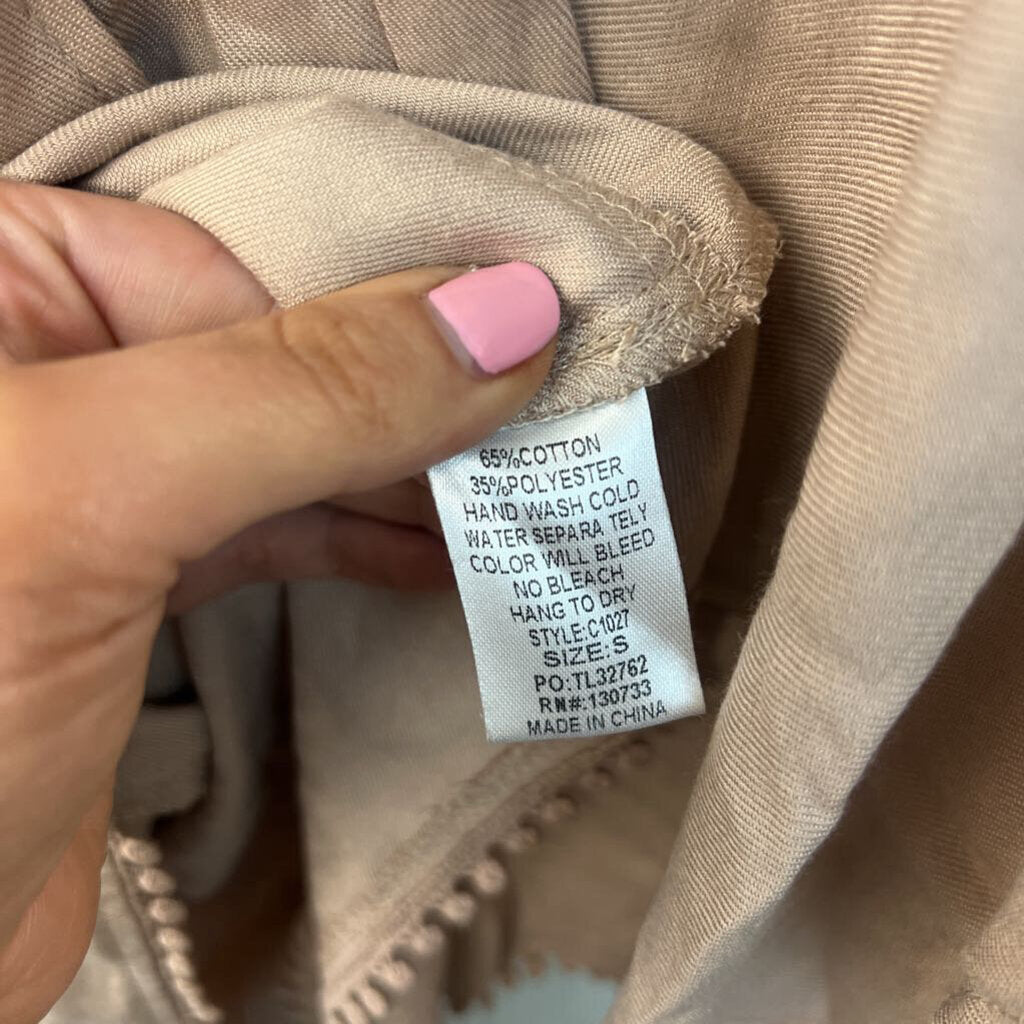 65%COTTON
35%POLYESTER
HAND WASH COLD
WATER SEPARA TELY
COLOR WILL BLEED
NO BLEACH
HANG TO DRY
STYLE:C1027
SIZE:S
PO:TL32762
RN#:130733
MADE IN CHINA